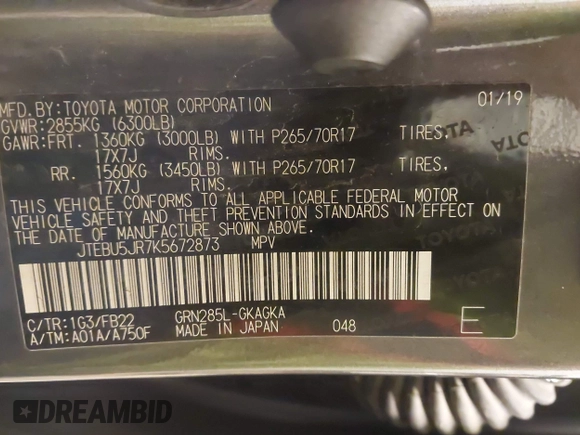 MFD.BY:TOYOTA MOTOR CORPORATION 01/19
GVWR:2855KG (6300LB)
GAWR:FRT. 1360KG (3000LB) WITH P265/70R17 TIRES,
17X7J RIMS.
RR. 1560KG (3450LB) WITH P265/70R17 TIRES,
17X7J RIMS.
THIS VEHICLE CONFORMS TO ALL APPLICABLE FEDERAL MOTOR
VEHICLE SAFETY AND THEFT PREVENTION STANDARDS IN EFFECT ON
THE DATE OF MANUFACTURE SHOWN ABOVE.
JTEBU5JR7K5672873 MPV
C/TR:1G3/FB22 GRN285L-GKAGKA
A/TM:A01A/A750F MADE IN JAPAN 048 E
DREAMBID